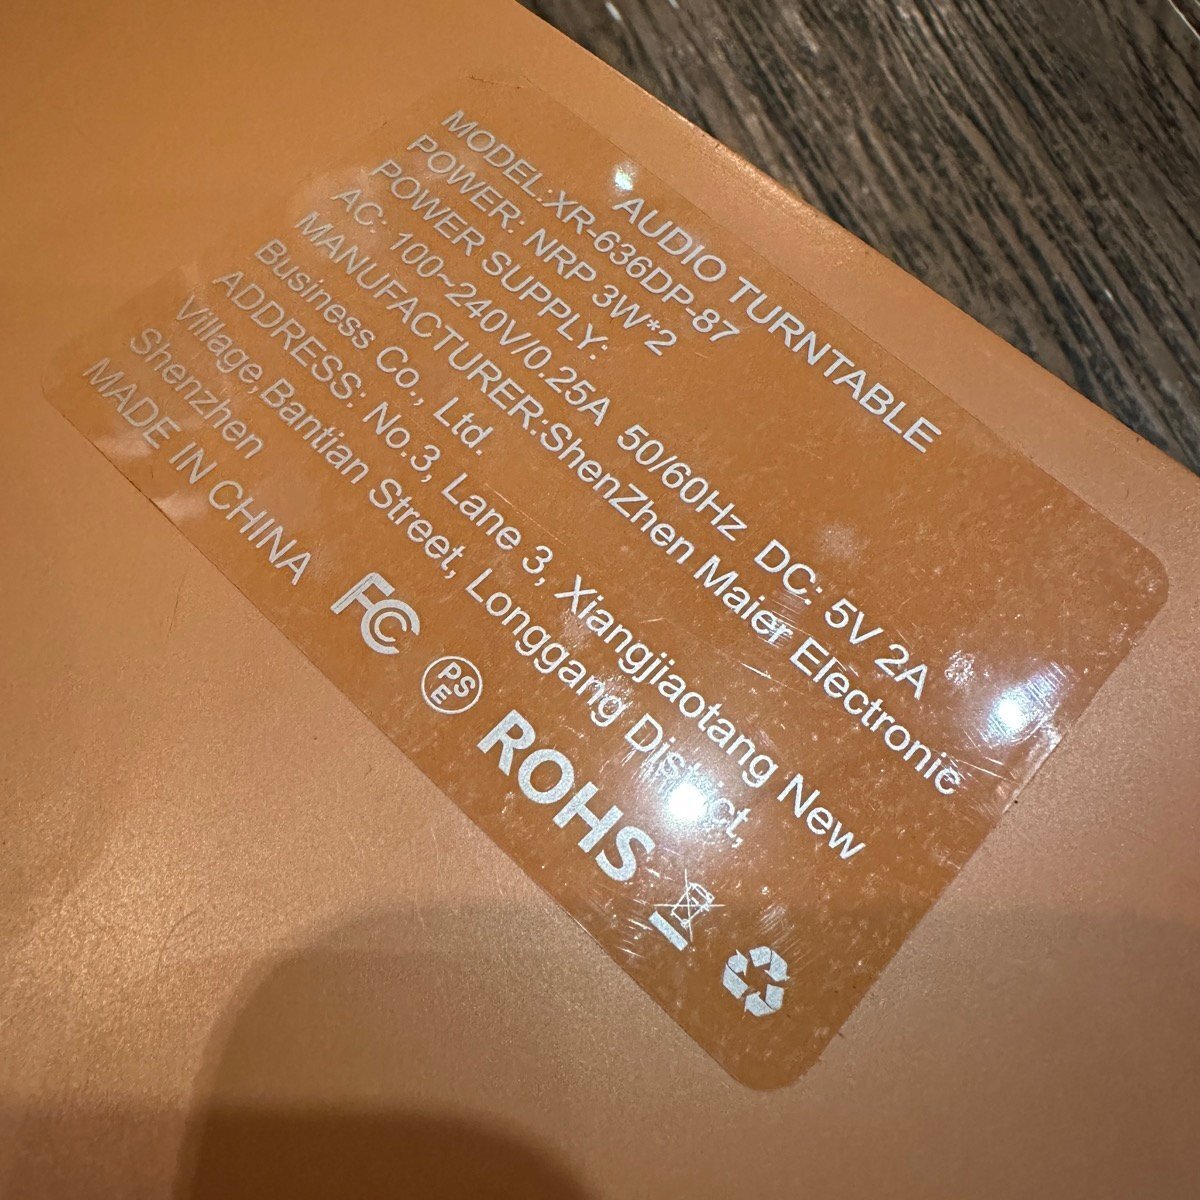 AUDIO TURNTABLE
MODEL:XR-636DP-87
POWER: NRP 3W*2
POWER SUPPLY:
AC: 100~240V/0.25A 50/60Hz DC: 5V 2A
MANUFACTURER:ShenZhen Maier Electronic
Business Co., Ltd.
ADDRESS: No.3, Lane 3, Xiangjiaotang New
Village,Bantian Street, Longgang District,
Shenzhen
MADE IN CHINA
FC PSE ROHS